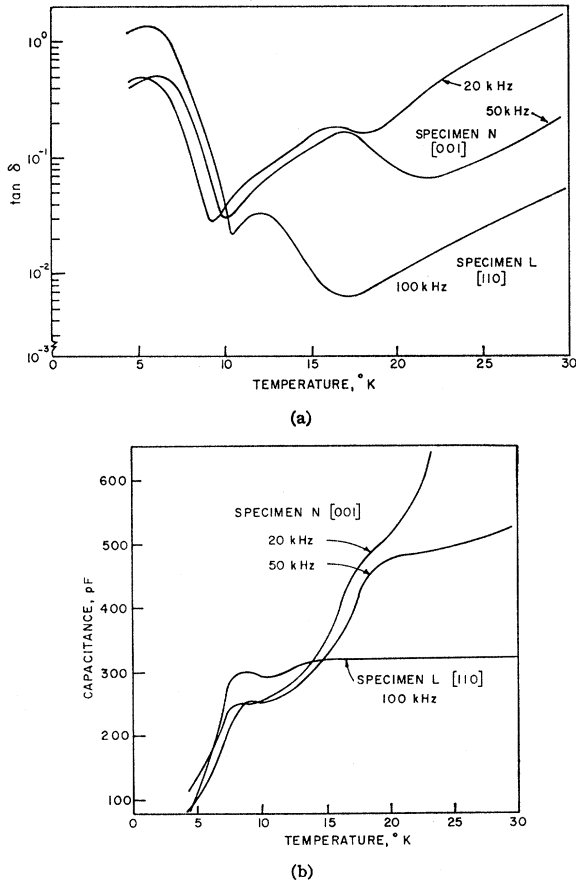 10⁰
10⁻¹
10⁻²
10⁻³
tan δ
20 kHz
50 kHz
SPECIMEN N
[001]
SPECIMEN L
[110]
100 kHz
0 5 10 15 20 25 30
TEMPERATURE, °K
(a)
600
500
400
300
200
100
CAPACITANCE, pF
SPECIMEN N [001]
20 kHz
50 kHz
SPECIMEN L [110]
100 kHz
0 5 10 15 20 25 30
TEMPERATURE, °K
(b)